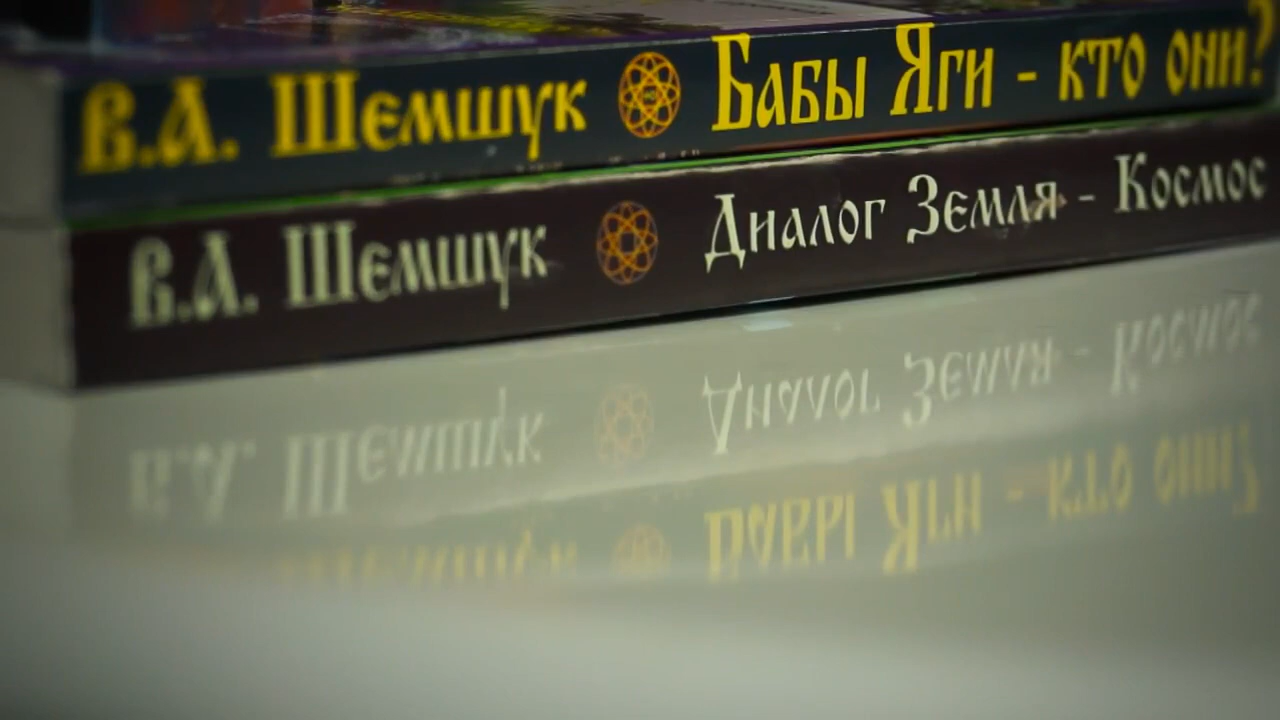 В.А. Шемшук Бабы Яги - кто они?
В.А. Шемшук Диалог Земля - Космос